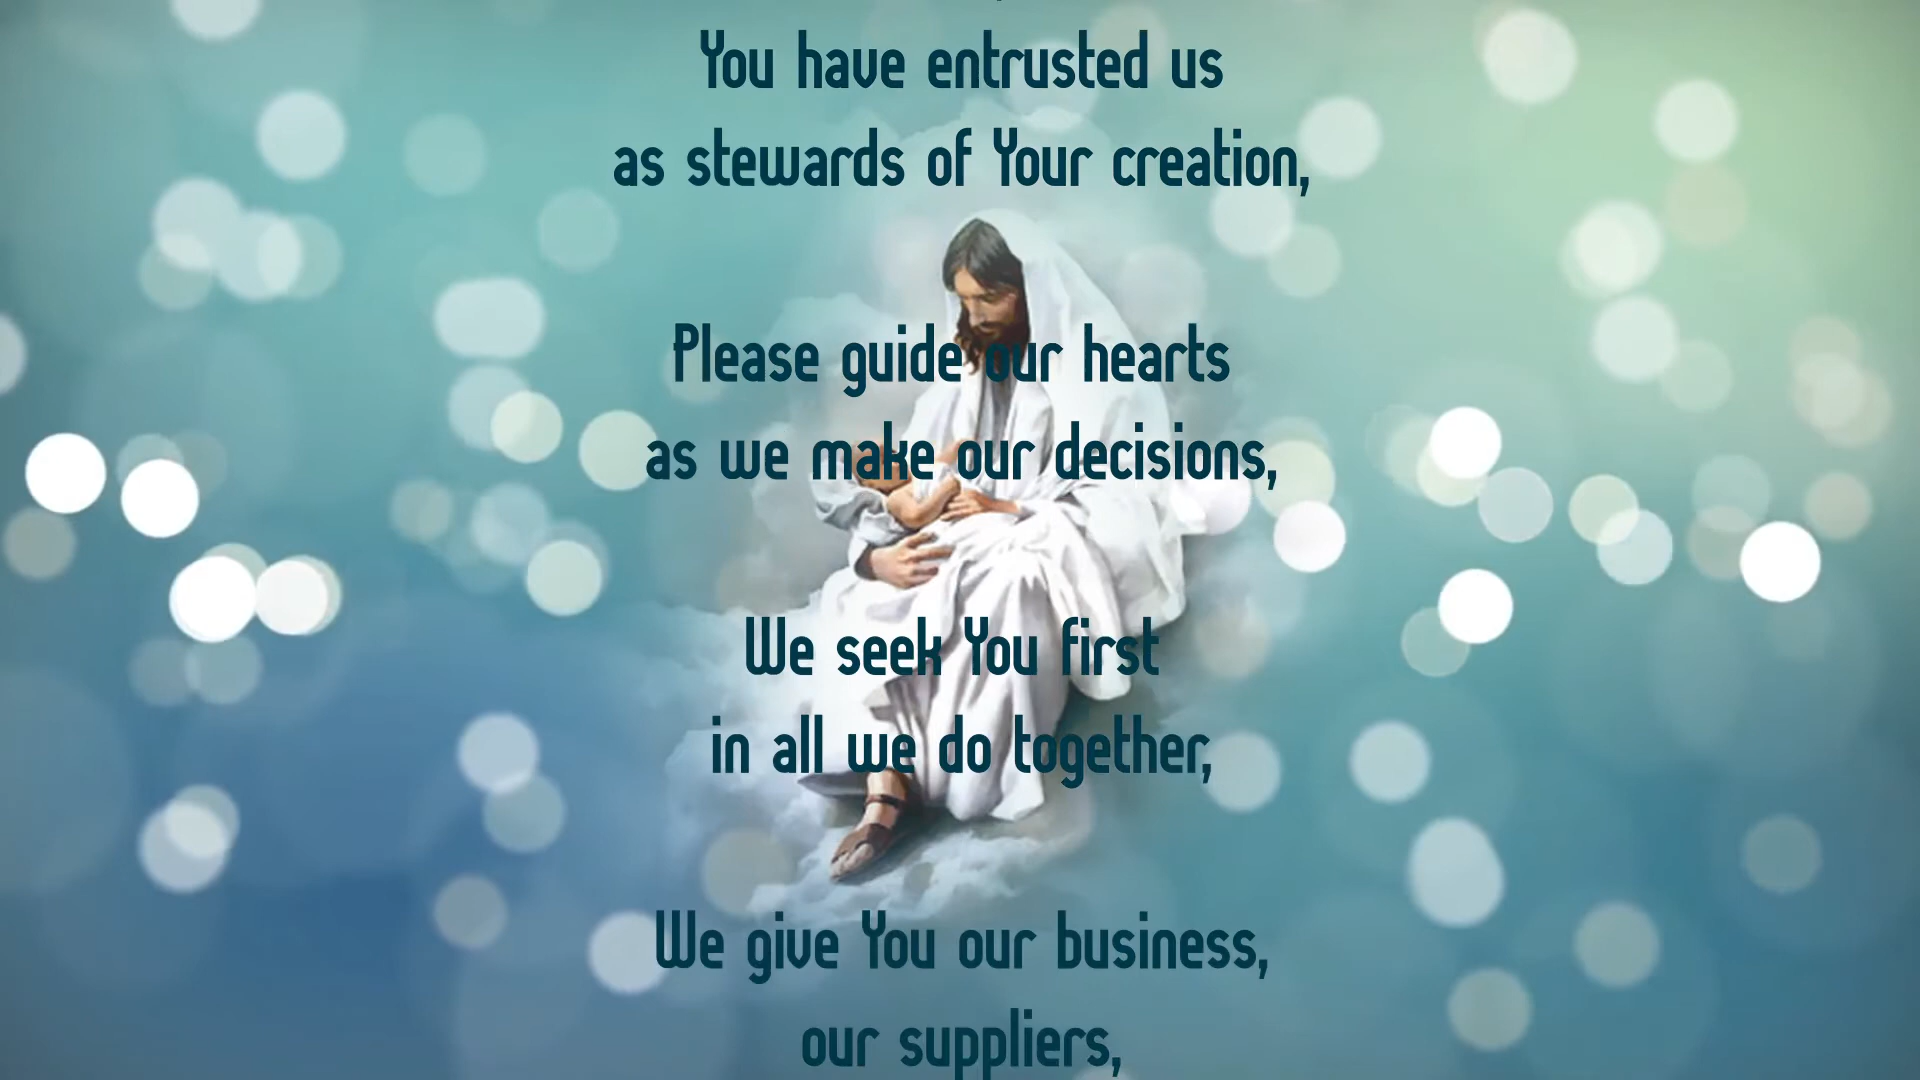 You have entrusted us
as stewards of Your creation,
Please guide our hearts
as we make our decisions,
We seek You first
in all we do together,
We give You our business,
our suppliers,